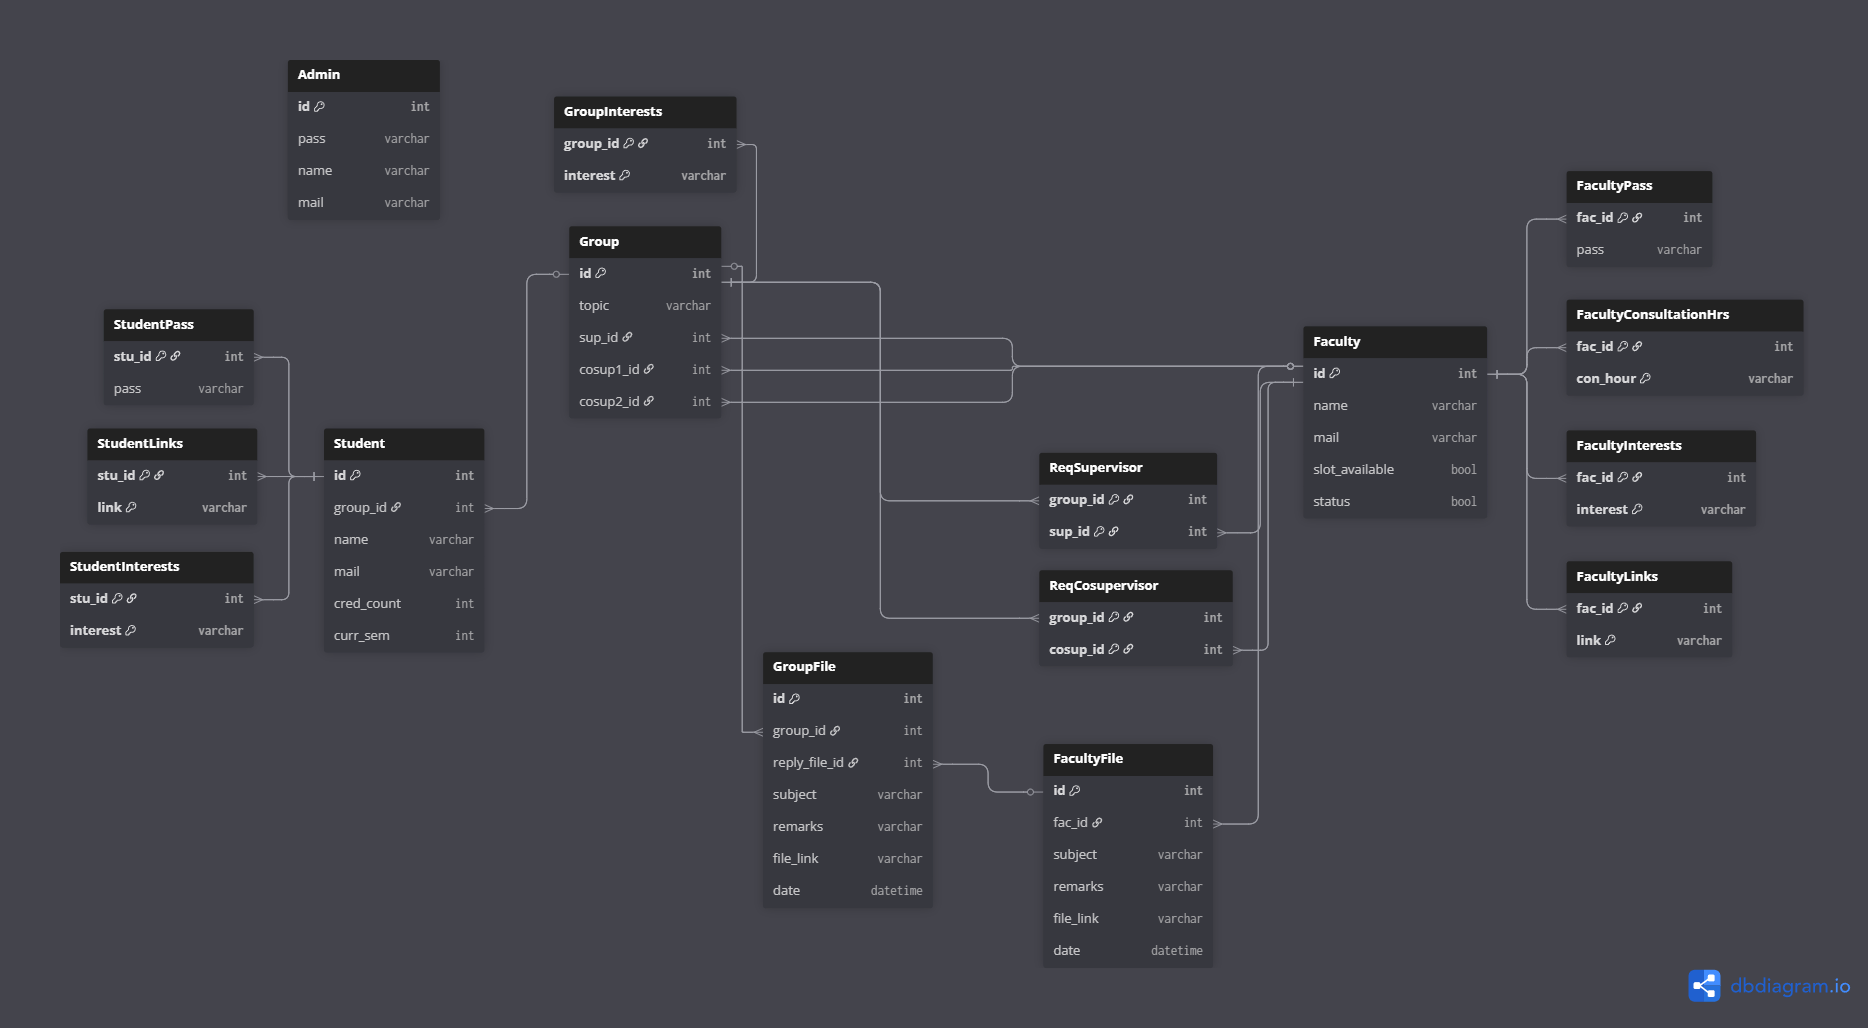 Admin
id int
pass varchar
name varchar
mail varchar
GroupInterests
group_id int
interest varchar
Group
id int
topic varchar
sup_id int
cosup1_id int
cosup2_id int
StudentPass
stu_id int
pass varchar
StudentLinks
stu_id int
link varchar
StudentInterests
stu_id int
interest varchar
Student
id int
group_id int
name varchar
mail varchar
cred_count int
curr_sem int
GroupFile
id int
group_id int
reply_file_id int
subject varchar
remarks varchar
file_link varchar
date datetime
ReqSupervisor
group_id int
sup_id int
ReqCosupervisor
group_id int
cosup_id int
FacultyFile
id int
fac_id int
subject varchar
remarks varchar
file_link varchar
date datetime
Faculty
id int
name varchar
mail varchar
slot_available bool
status bool
FacultyPass
fac_id int
pass varchar
FacultyConsultationHrs
fac_id int
con_hour varchar
FacultyInterests
fac_id int
interest varchar
FacultyLinks
fac_id int
link varchar
dbdiagram.io